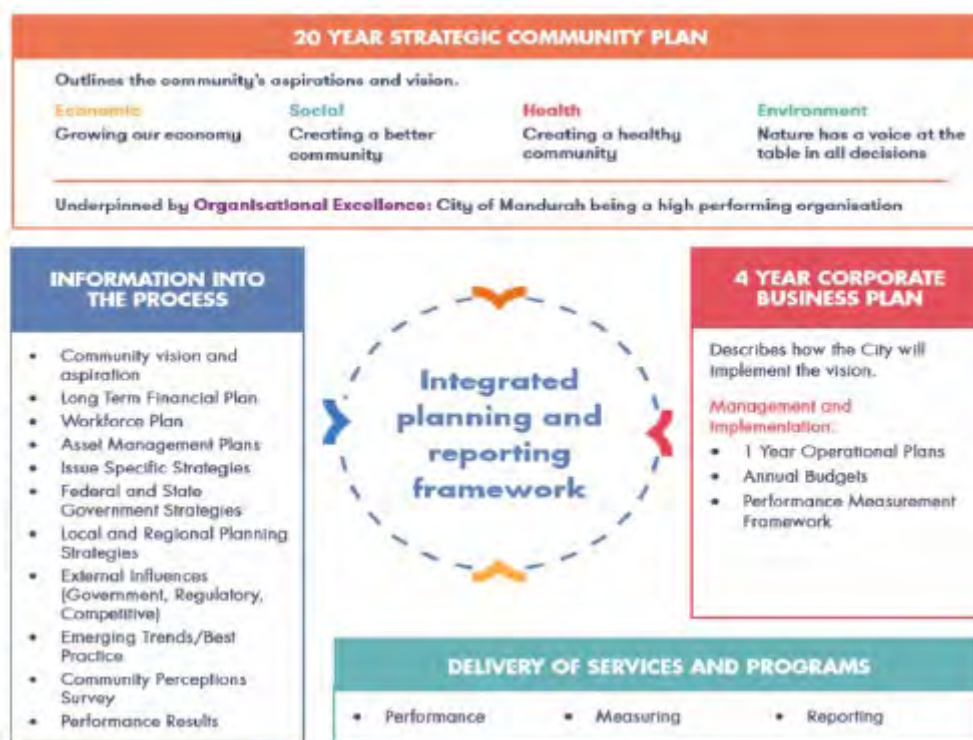 20 YEAR STRATEGIC COMMUNITY PLAN
Outlines the community's aspirations and vision.
Economic
Growing our economy
Social
Creating a better
community
Health
Creating a healthy
community
Environment
Nature has a voice at the
table in all decisions
Underpinned by Organisational Excellence: City of Mandurah being a high performing organisation
INFORMATION INTO
THE PROCESS
• Community vision and
aspiration
• Long Term Financial Plan
• Workforce Plan
• Asset Management Plans
• Issue Specific Strategies
• Federal and State
Government Strategies
• Local and Regional Planning
Strategies
• External Influences
(Government, Regulatory,
Competitive)
• Emerging Trends/Best
Practice
• Community Perceptions
Survey
• Performance Results
Integrated
planning and
reporting
framework
4 YEAR CORPORATE
BUSINESS PLAN
Describes how the City will
implement the vision.
Management and
Implementation:
• 1 Year Operational Plans
• Annual Budgets
• Performance Measurement
Framework
DELIVERY OF SERVICES AND PROGRAMS
• Performance
• Measuring
• Reporting